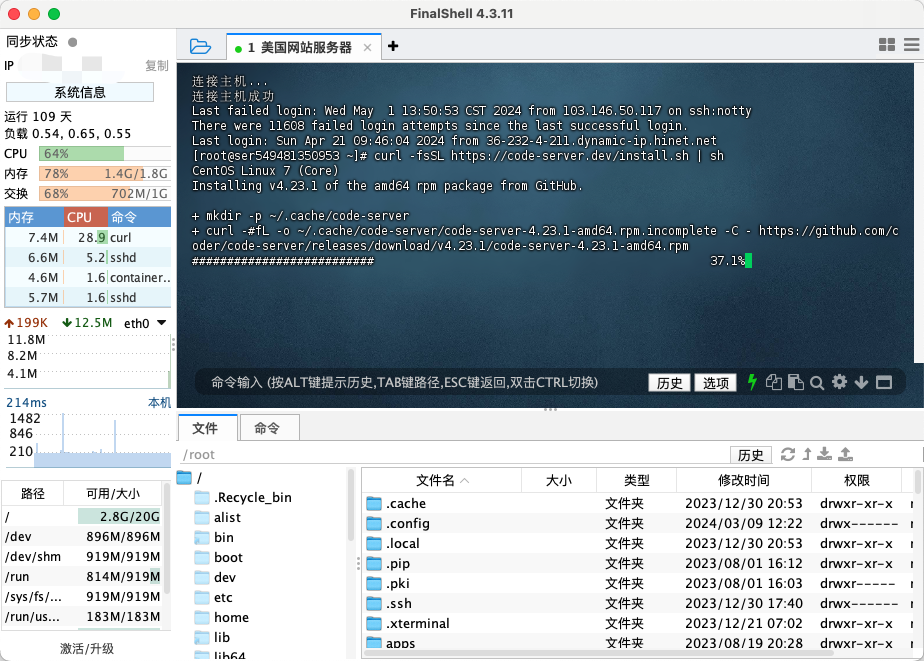 FinalShell 4.3.11
同步状态
1 美国网站服务器
IP
复制
系统信息
运行 109 天
负载 0.54, 0.65, 0.55
CPU 64%
内存 78% 1.4G/1.8G
交换 68% 702M/1G
内存 CPU 命令
7.4M 28.9 curl
6.6M 5.2 sshd
4.6M 1.6 container..
5.7M 1.6 sshd
199K 12.5M eth0
11.8M
8.2M
4.1M
214ms 本机
1482
846
210
路径 可用/大小
/ 2.8G/20G
/dev 896M/896M
/dev/shm 919M/919M
/run 814M/919M
/sys/fs/... 919M/919M
/run/us... 183M/183M
激活/升级
连接主机...
连接主机成功
Last failed login: Wed May  1 13:50:53 CST 2024 from 103.146.50.117 on ssh:notty
There were 11608 failed login attempts since the last successful login.
Last login: Sun Apr 21 09:46:04 2024 from 36-232-4-211.dynamic-ip.hinet.net
[root@ser549481350953 ~]# curl -fsSL https://code-server.dev/install.sh | sh
CentOS Linux 7 (Core)
Installing v4.23.1 of the amd64 rpm package from GitHub.
+ mkdir -p ~/.cache/code-server
+ curl -#fL -o ~/.cache/code-server/code-server-4.23.1-amd64.rpm.incomplete -C - https://github.com/c
oder/code-server/releases/download/v4.23.1/code-server-4.23.1-amd64.rpm
########################## 37.1%
命令输入 (按ALT键提示历史,TAB键路径,ESC键返回,双击CTRL切换)
历史 选项
文件 命令
/root
历史
/
.Recycle_bin
alist
bin
boot
dev
etc
home
lib
lib64
文件名 大小 类型 修改时间 权限
.cache 文件夹 2023/12/30 20:53 drwxr-xr-x
.config 文件夹 2024/03/09 12:22 drwx------
.local 文件夹 2023/12/30 20:53 drwxr-xr-x
.pip 文件夹 2023/08/01 16:12 drwxr-xr-x
.pki 文件夹 2023/08/01 16:03 drwxr-----
.ssh 文件夹 2023/12/30 17:40 drwx------
.xterminal 文件夹 2023/12/21 07:02 drwxr-xr-x
apps 文件夹 2023/08/19 20:28 drwxr-xr-x